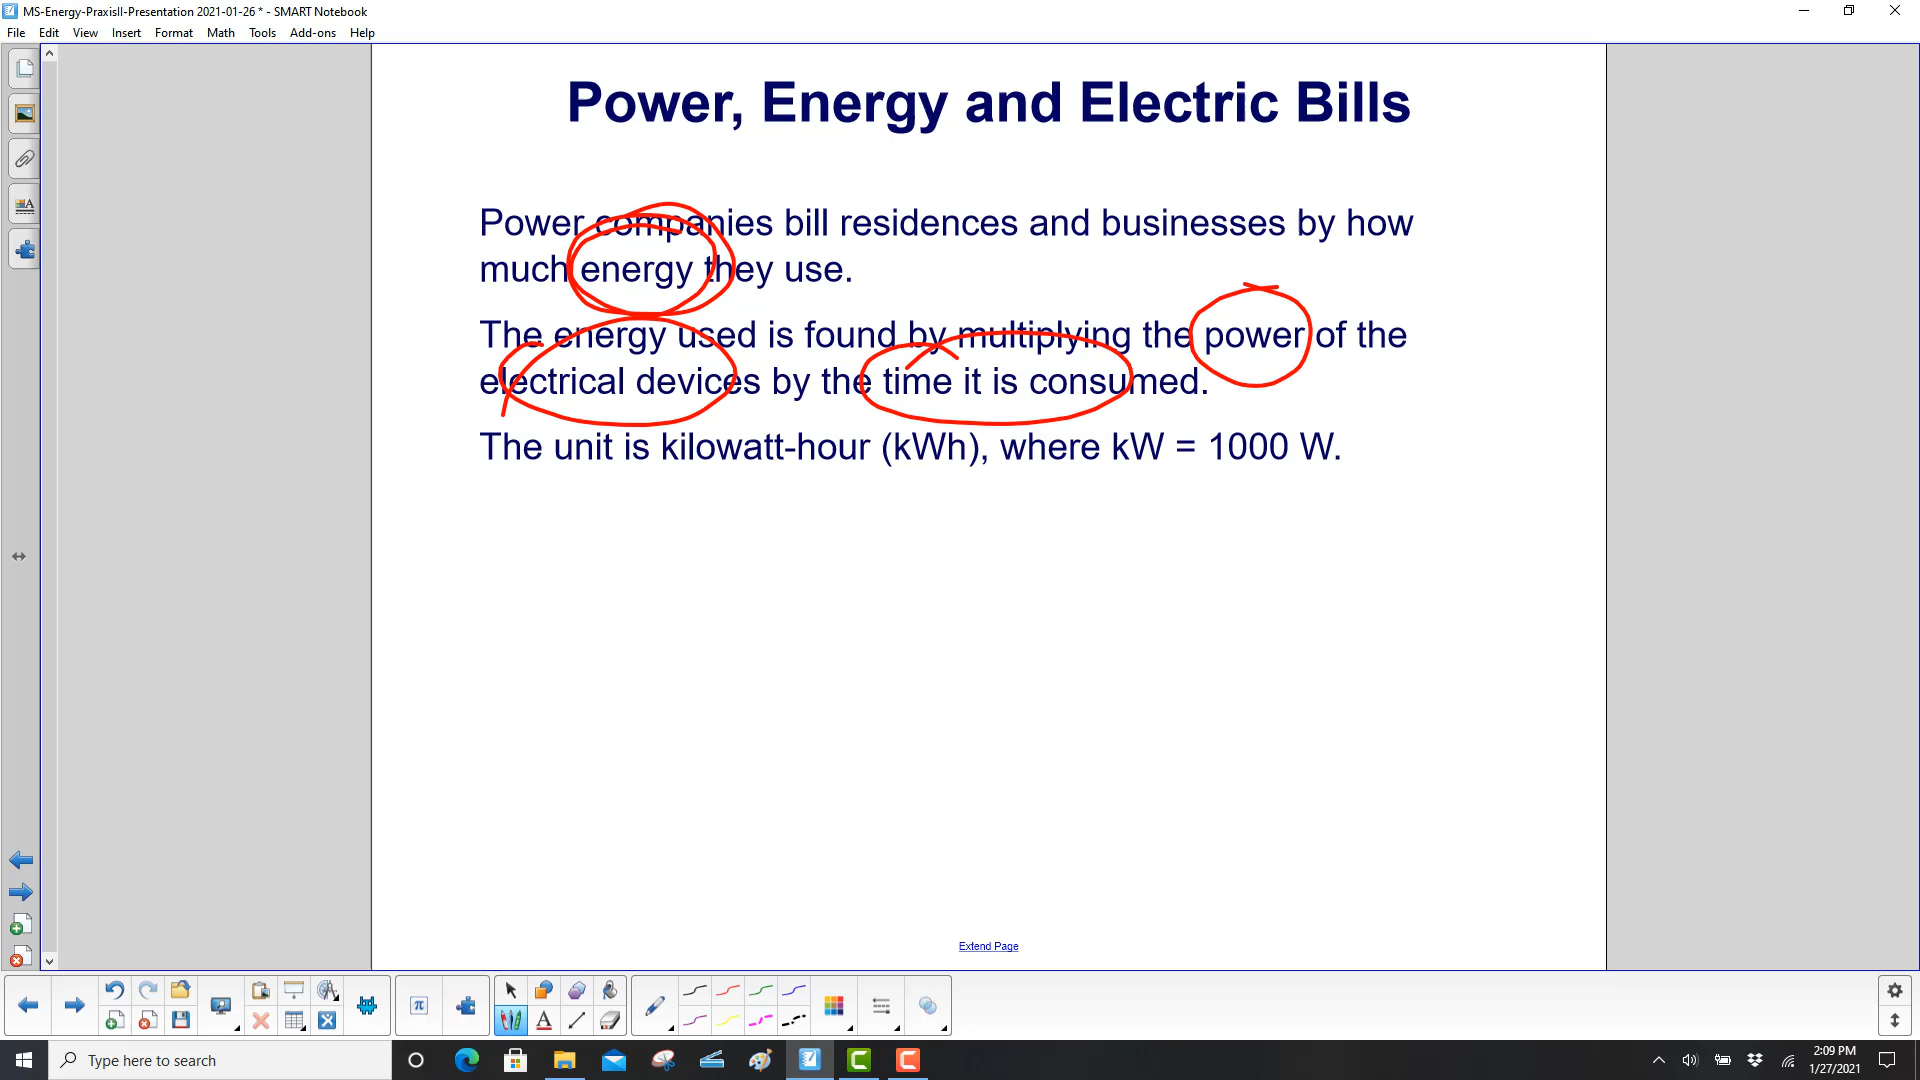 MS-Energy-PraxisII-Presentation 2021-01-26 * - SMART Notebook
File Edit View Insert Format Math Tools Add-ons Help
Power, Energy and Electric Bills
Power companies bill residences and businesses by how
much energy they use.
The energy used is found by multiplying the power of the
electrical devices by the time it is consumed.
The unit is kilowatt-hour (kWh), where kW = 1000 W.
Extend Page
π
A
Type here to search
2:09 PM
1/27/2021